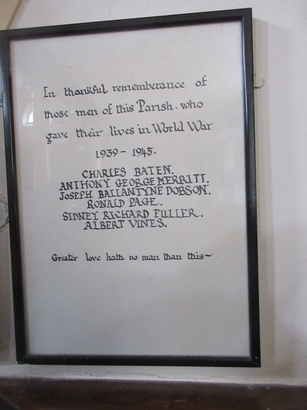 In thankful rememberance of
those men of this Parish, who
gave their lives in World War
1939-1945.
CHARLES BATEN.
ANTHONY GEORGE MERRITT.
JOSEPH BALLANTYNE DOBSON.
RONALD PAGE.
SIDNEY RICHARD FULLER.
ALBERT VINES.
Greater love hath no man than this~